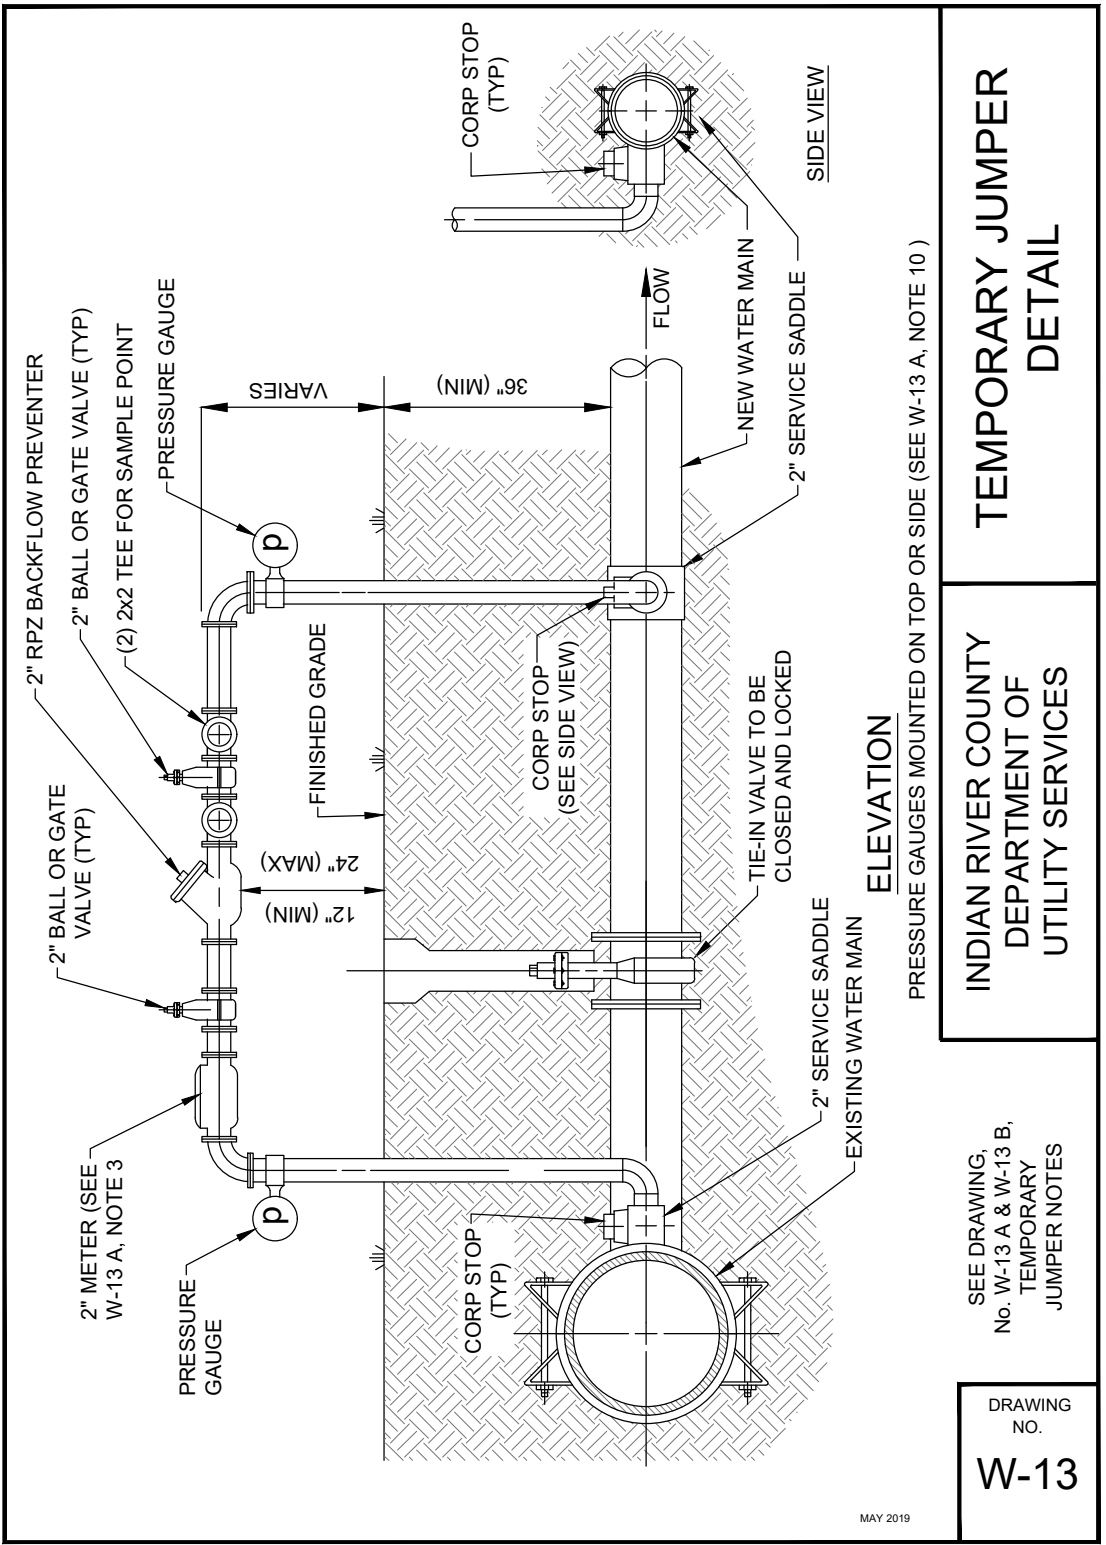 2" METER (SEE
W-13 A, NOTE 3
2" BALL OR GATE
VALVE (TYP)
2" RPZ BACKFLOW PREVENTER
2" BALL OR GATE VALVE (TYP)
(2) 2x2 TEE FOR SAMPLE POINT
PRESSURE GAUGE
PRESSURE
GAUGE
p
p
VARIES
FINISHED GRADE
12" (MIN)
24" (MAX)
36" (MIN)
CORP STOP
(TYP)
CORP STOP
(TYP)
CORP STOP
(SEE SIDE VIEW)
FLOW
SIDE VIEW
NEW WATER MAIN
2" SERVICE SADDLE
TIE-IN VALVE TO BE
CLOSED AND LOCKED
2" SERVICE SADDLE
EXISTING WATER MAIN
ELEVATION
PRESSURE GAUGES MOUNTED ON TOP OR SIDE (SEE W-13 A, NOTE 10 )
MAY 2019
DRAWING
NO.
W-13
SEE DRAWING,
No. W-13 A & W-13 B,
TEMPORARY
JUMPER NOTES
INDIAN RIVER COUNTY
DEPARTMENT OF
UTILITY SERVICES
TEMPORARY JUMPER
DETAIL